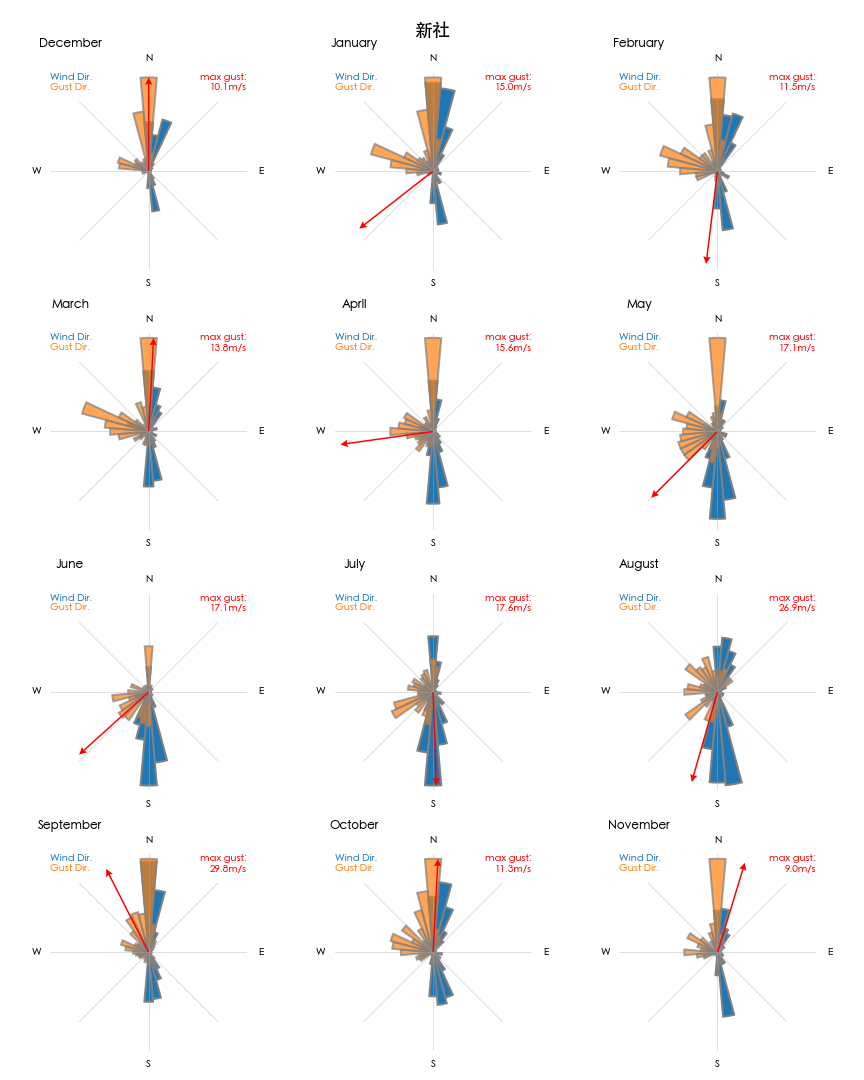 新社
December
N
Wind Dir.
Gust Dir.
max gust:
10.1m/s
W
E
S
January
N
Wind Dir.
Gust Dir.
max gust:
15.0m/s
W
E
S
February
N
Wind Dir.
Gust Dir.
max gust:
11.5m/s
W
E
S
March
N
Wind Dir.
Gust Dir.
max gust:
13.8m/s
W
E
S
April
N
Wind Dir.
Gust Dir.
max gust:
15.6m/s
W
E
S
May
N
Wind Dir.
Gust Dir.
max gust:
17.1m/s
W
E
S
June
N
Wind Dir.
Gust Dir.
max gust:
17.1m/s
W
E
S
July
N
Wind Dir.
Gust Dir.
max gust:
17.6m/s
W
E
S
August
N
Wind Dir.
Gust Dir.
max gust:
26.9m/s
W
E
S
September
N
Wind Dir.
Gust Dir.
max gust:
29.8m/s
W
E
S
October
N
Wind Dir.
Gust Dir.
max gust:
11.3m/s
W
E
S
November
N
Wind Dir.
Gust Dir.
max gust:
9.0m/s
W
E
S